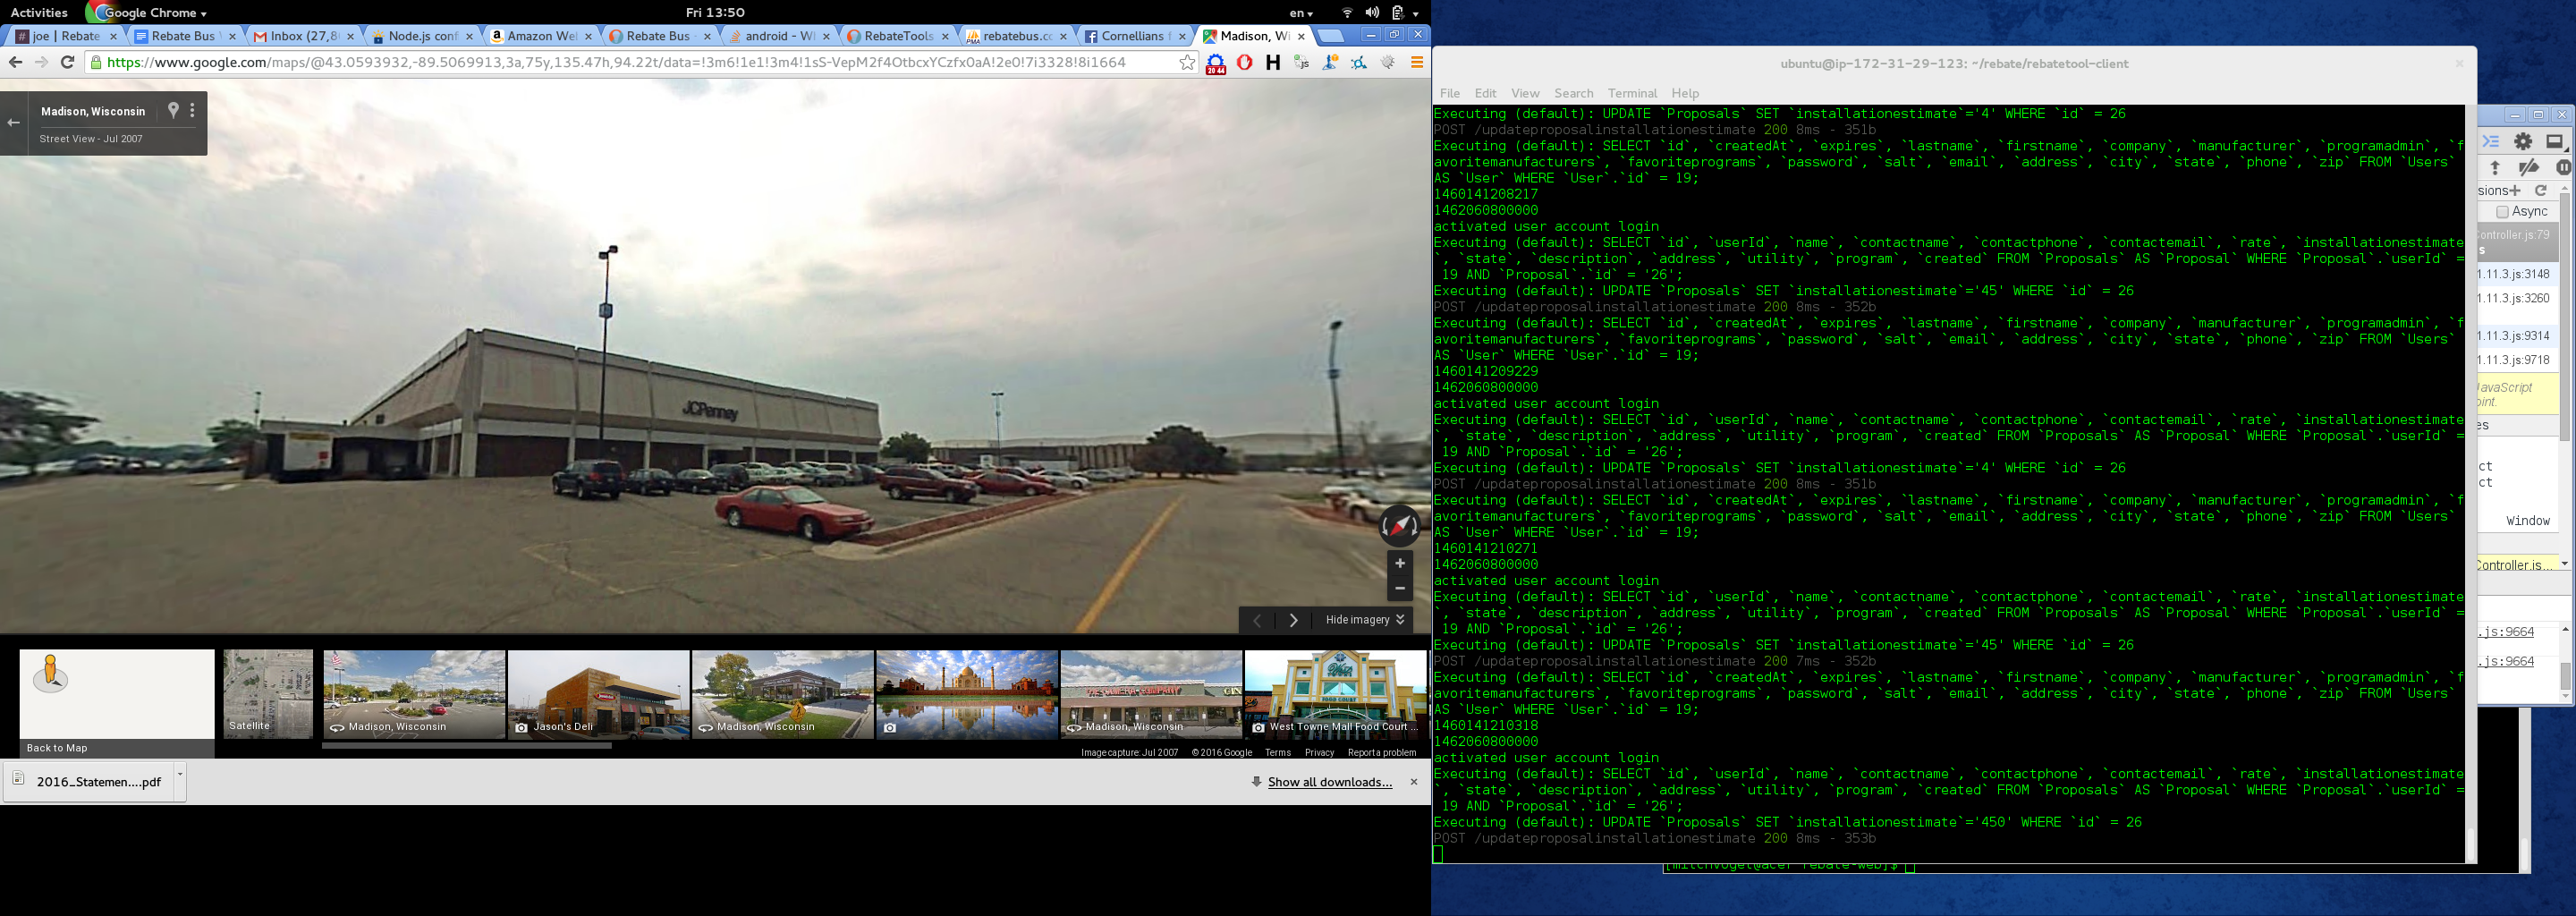 Activities
Google Chrome
Fri 13:50
en
joe | Rebate
Rebate Bus
Inbox (27,8
Node.js conf
Amazon Wel
Rebate Bus
android - Wl
RebateTools
rebatebus.co
Cornellians f
Madison, Wi
https://www.google.com/maps/@43.0593932,-89.5069913,3a,75y,135.47h,94.22t/data=!3m6!1e1!3m4!1sS-VepM2f4OtbcxYCzfx0aA!2e0!7i3328!8i1664
20 44
Madison, Wisconsin
Street View - Jul 2007
JCPenney
Hide imagery
Back to Map
Satellite
Madison, Wisconsin
Jason's Deli
Madison, Wisconsin
Madison, Wisconsin
West Towne Mall Food Court ...
Image capture: Jul 2007 © 2016 Google Terms Privacy Report a problem
2016_Statemen....pdf
Show all downloads...
ubuntu@ip-172-31-29-123: ~/rebate/rebatetool-client
File Edit View Search Terminal Help
Executing (default): UPDATE `Proposals` SET `installationestimate`='4' WHERE `id` = 26
POST /updateproposalinstallationestimate 200 8ms - 351b
Executing (default): SELECT `id`, `createdAt`, `expires`, `lastname`, `firstname`, `company`, `manufacturer`, `programadmin`, `f
avoritemanufacturers`, `favoriteprograms`, `password`, `salt`, `email`, `address`, `city`, `state`, `phone`, `zip` FROM `Users`
AS `User` WHERE `User`.`id` = 19;
1460141208217
1462060800000
activated user account login
Executing (default): SELECT `id`, `userId`, `name`, `contactname`, `contactphone`, `contactemail`, `rate`, `installationestimate
`, `state`, `description`, `address`, `utility`, `program`, `created` FROM `Proposals` AS `Proposal` WHERE `Proposal`.`userId` =
19 AND `Proposal`.`id` = '26';
Executing (default): UPDATE `Proposals` SET `installationestimate`='45' WHERE `id` = 26
POST /updateproposalinstallationestimate 200 8ms - 352b
Executing (default): SELECT `id`, `createdAt`, `expires`, `lastname`, `firstname`, `company`, `manufacturer`, `programadmin`, `f
avoritemanufacturers`, `favoriteprograms`, `password`, `salt`, `email`, `address`, `city`, `state`, `phone`, `zip` FROM `Users`
AS `User` WHERE `User`.`id` = 19;
1460141209229
1462060800000
activated user account login
Executing (default): SELECT `id`, `userId`, `name`, `contactname`, `contactphone`, `contactemail`, `rate`, `installationestimate
`, `state`, `description`, `address`, `utility`, `program`, `created` FROM `Proposals` AS `Proposal` WHERE `Proposal`.`userId` =
19 AND `Proposal`.`id` = '26';
Executing (default): UPDATE `Proposals` SET `installationestimate`='4' WHERE `id` = 26
POST /updateproposalinstallationestimate 200 8ms - 351b
Executing (default): SELECT `id`, `createdAt`, `expires`, `lastname`, `firstname`, `company`, `manufacturer`, `programadmin`, `f
avoritemanufacturers`, `favoriteprograms`, `password`, `salt`, `email`, `address`, `city`, `state`, `phone`, `zip` FROM `Users`
AS `User` WHERE `User`.`id` = 19;
1460141210271
1462060800000
activated user account login
Executing (default): SELECT `id`, `userId`, `name`, `contactname`, `contactphone`, `contactemail`, `rate`, `installationestimate
`, `state`, `description`, `address`, `utility`, `program`, `created` FROM `Proposals` AS `Proposal` WHERE `Proposal`.`userId` =
19 AND `Proposal`.`id` = '26';
Executing (default): UPDATE `Proposals` SET `installationestimate`='45' WHERE `id` = 26
POST /updateproposalinstallationestimate 200 7ms - 352b
Executing (default): SELECT `id`, `createdAt`, `expires`, `lastname`, `firstname`, `company`, `manufacturer`, `programadmin`, `f
avoritemanufacturers`, `favoriteprograms`, `password`, `salt`, `email`, `address`, `city`, `state`, `phone`, `zip` FROM `Users`
AS `User` WHERE `User`.`id` = 19;
1460141210318
1462060800000
activated user account login
Executing (default): SELECT `id`, `userId`, `name`, `contactname`, `contactphone`, `contactemail`, `rate`, `installationestimate
`, `state`, `description`, `address`, `utility`, `program`, `created` FROM `Proposals` AS `Proposal` WHERE `Proposal`.`userId` =
19 AND `Proposal`.`id` = '26';
Executing (default): UPDATE `Proposals` SET `installationestimate`='450' WHERE `id` = 26
POST /updateproposalinstallationestimate 200 8ms - 353b
[mitchvogel@acer rebate-web]$
sions
Async
Controller.js:79
s
1.11.3.js:3148
1.11.3.js:3260
1.11.3.js:9314
1.11.3.js:9718
JavaScript
oint.
es
ct
ct
Window
Controller.js...
.js:9664
.js:9664